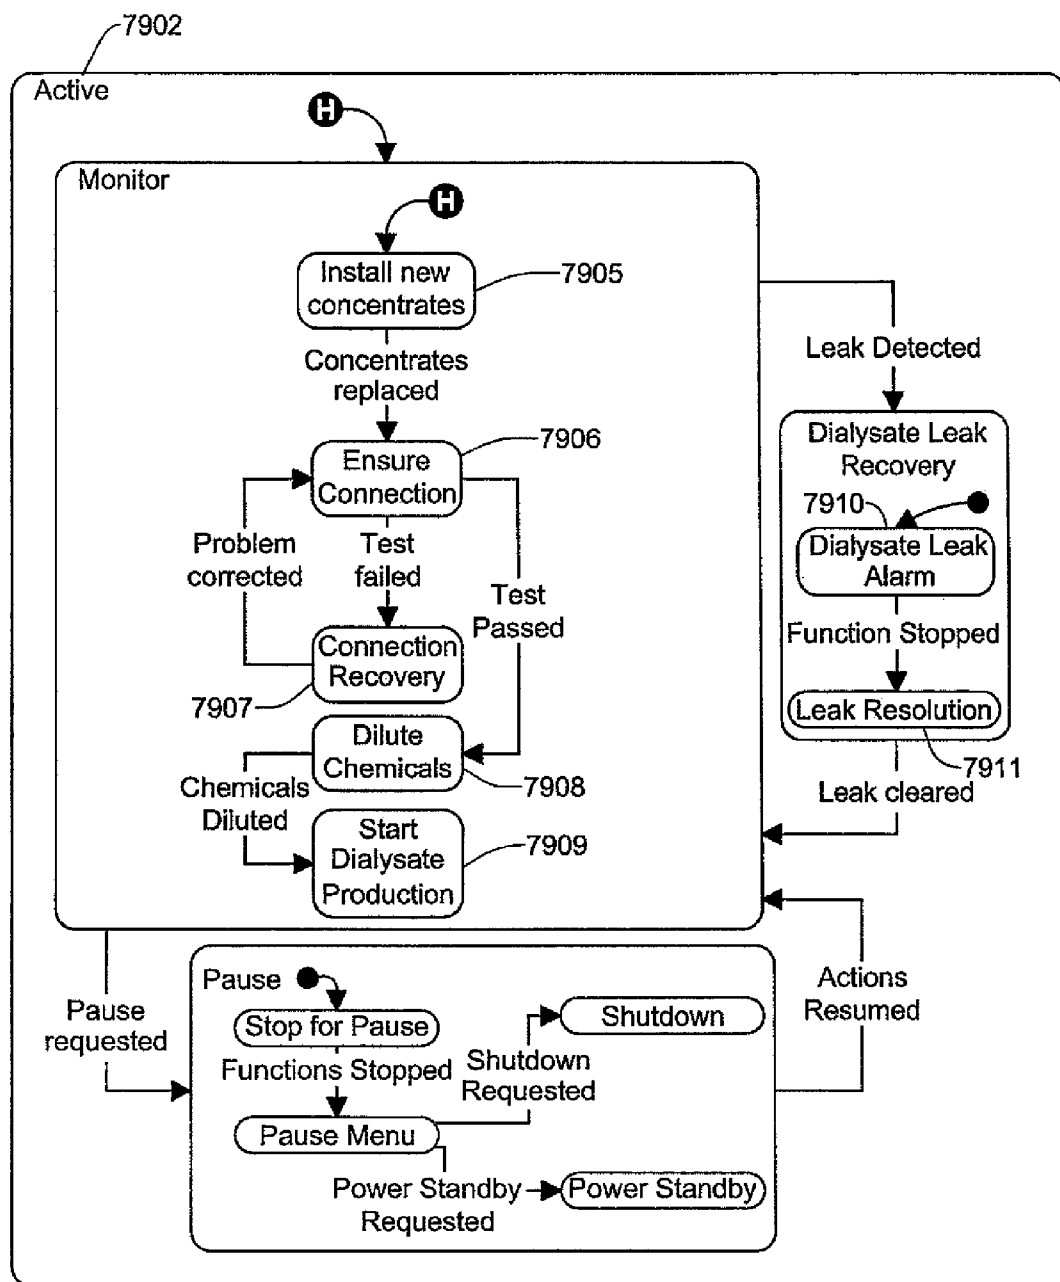 7902
Active
H
Monitor
H
Install new
concentrates
7905
Concentrates
replaced
Leak Detected
7906
Ensure
Connection
Problem
corrected
Test
failed
Test
Passed
Connection
Recovery
7907
Dilute
Chemicals
7908
Chemicals
Diluted
Start
Dialysate
Production
7909
Dialysate Leak
Recovery
7910
Dialysate Leak
Alarm
Function Stopped
Leak Resolution
7911
Leak cleared
Pause
requested
Pause
Stop for Pause
Functions Stopped
Pause Menu
Shutdown
Requested
Shutdown
Power Standby
Requested
Power Standby
Actions
Resumed